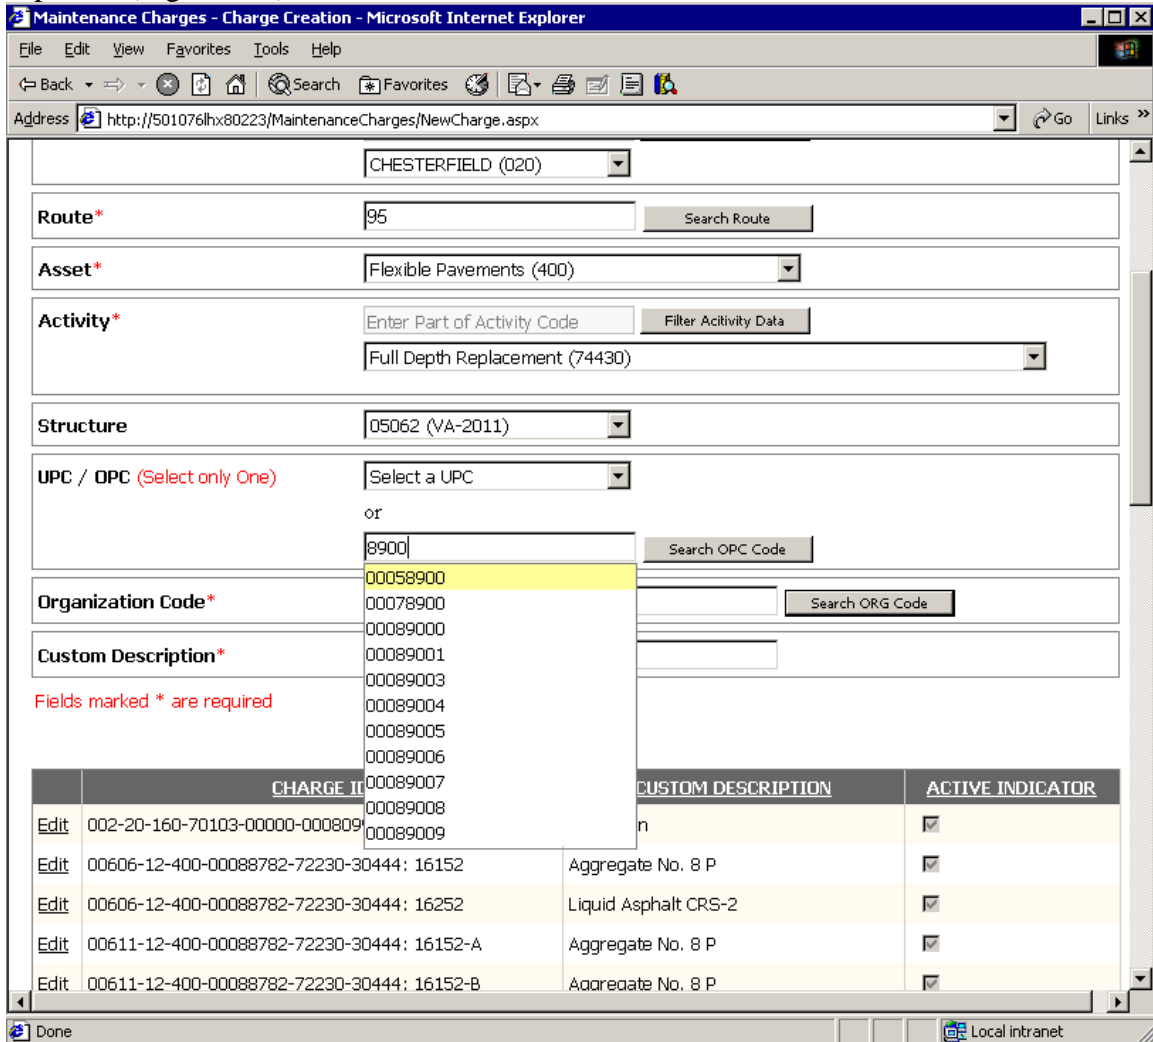 Maintenance Charges - Charge Creation - Microsoft Internet Explorer
File Edit View Favorites Tools Help
Back Search Favorites
Address http://501076lhx80223/MaintenanceCharges/NewCharge.aspx Go Links »
CHESTERFIELD (020)
Route* 95 Search Route
Asset* Flexible Pavements (400)
Activity* Enter Part of Activity Code Filter Acitivity Data
Full Depth Replacement (74430)
Structure 05062 (VA-2011)
UPC / OPC (Select only One) Select a UPC
or
8900 Search OPC Code
00058900
Organization Code* 00078900 Search ORG Code
00089000
Custom Description* 00089001
00089003
Fields marked * are required 00089004
00089005
00089006
CHARGE 00089007 CUSTOM DESCRIPTION ACTIVE INDICATOR
00089008
Edit 002-20-160-70103-00000-000809 n
00089009
Edit 00606-12-400-00088782-72230-30444: 16152 Aggregate No. 8 P
Edit 00606-12-400-00088782-72230-30444: 16252 Liquid Asphalt CRS-2
Edit 00611-12-400-00088782-72230-30444: 16152-A Aggregate No. 8 P
Edit 00611-12-400-00088782-72230-30444: 16152-B Aggregate No. 8 P
Done Local intranet